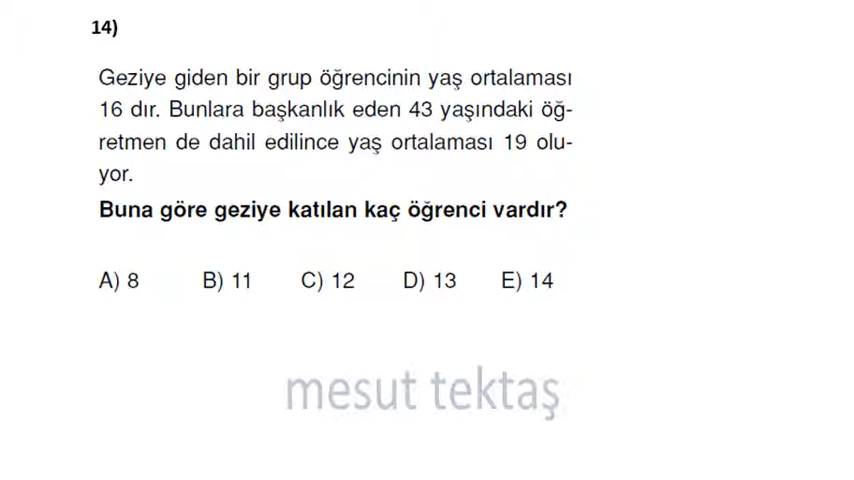 14)
Geziye giden bir grup öğrencinin yaş ortalaması
16 dır. Bunlara başkanlık eden 43 yaşındaki öğ-
retmen de dahil edilince yaş ortalaması 19 olu-
yor.
Buna göre geziye katılan kaç öğrenci vardır?
A) 8 B) 11 C) 12 D) 13 E) 14
mesut tektaş